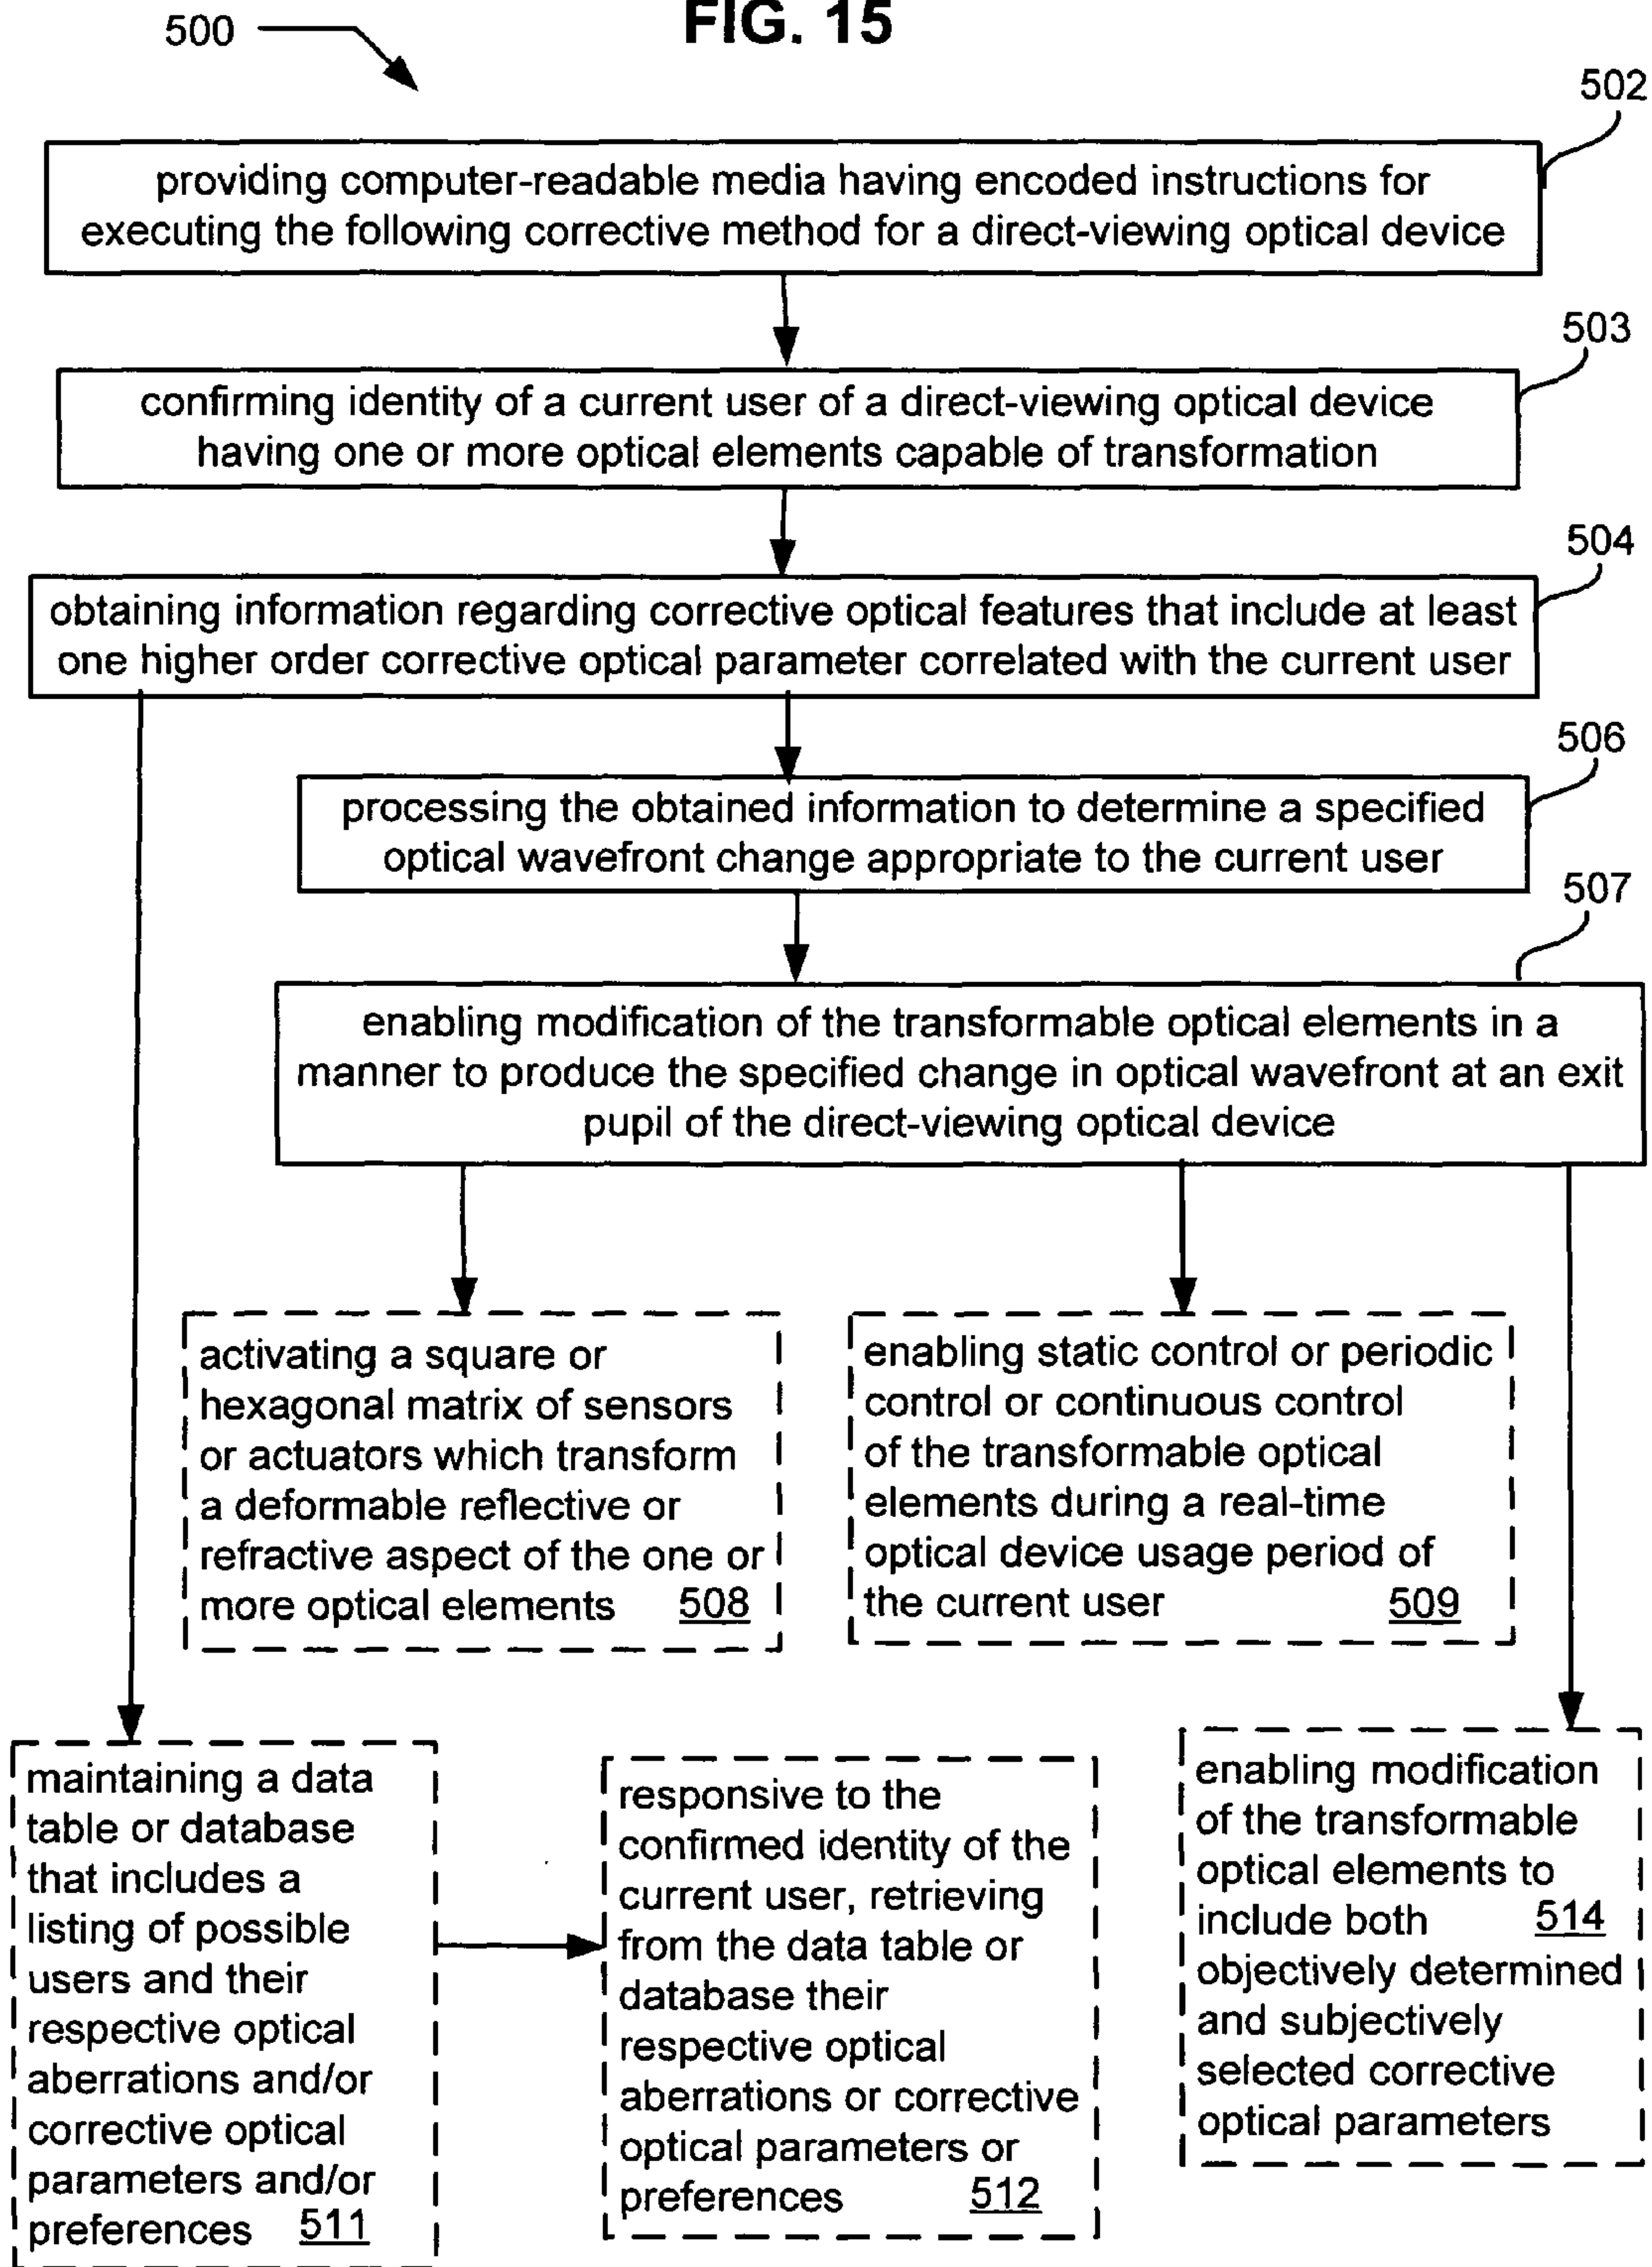 FIG. 15
500
502
providing computer-readable media having encoded instructions for
executing the following corrective method for a direct-viewing optical device
503
confirming identity of a current user of a direct-viewing optical device
having one or more optical elements capable of transformation
504
obtaining information regarding corrective optical features that include at least
one higher order corrective optical parameter correlated with the current user
506
processing the obtained information to determine a specified
optical wavefront change appropriate to the current user
507
enabling modification of the transformable optical elements in a
manner to produce the specified change in optical wavefront at an exit
pupil of the direct-viewing optical device
activating a square or
hexagonal matrix of sensors
or actuators which transform
a deformable reflective or
refractive aspect of the one or
more optical elements 508
enabling static control or periodic
control or continuous control
of the transformable optical
elements during a real-time
optical device usage period of
the current user 509
maintaining a data
table or database
that includes a
listing of possible
users and their
respective optical
aberrations and/or
corrective optical
parameters and/or
preferences 511
responsive to the
confirmed identity of the
current user, retrieving
from the data table or
database their
respective optical
aberrations or corrective
optical parameters or
preferences 512
enabling modification
of the transformable
optical elements to
include both 514
objectively determined
and subjectively
selected corrective
optical parameters